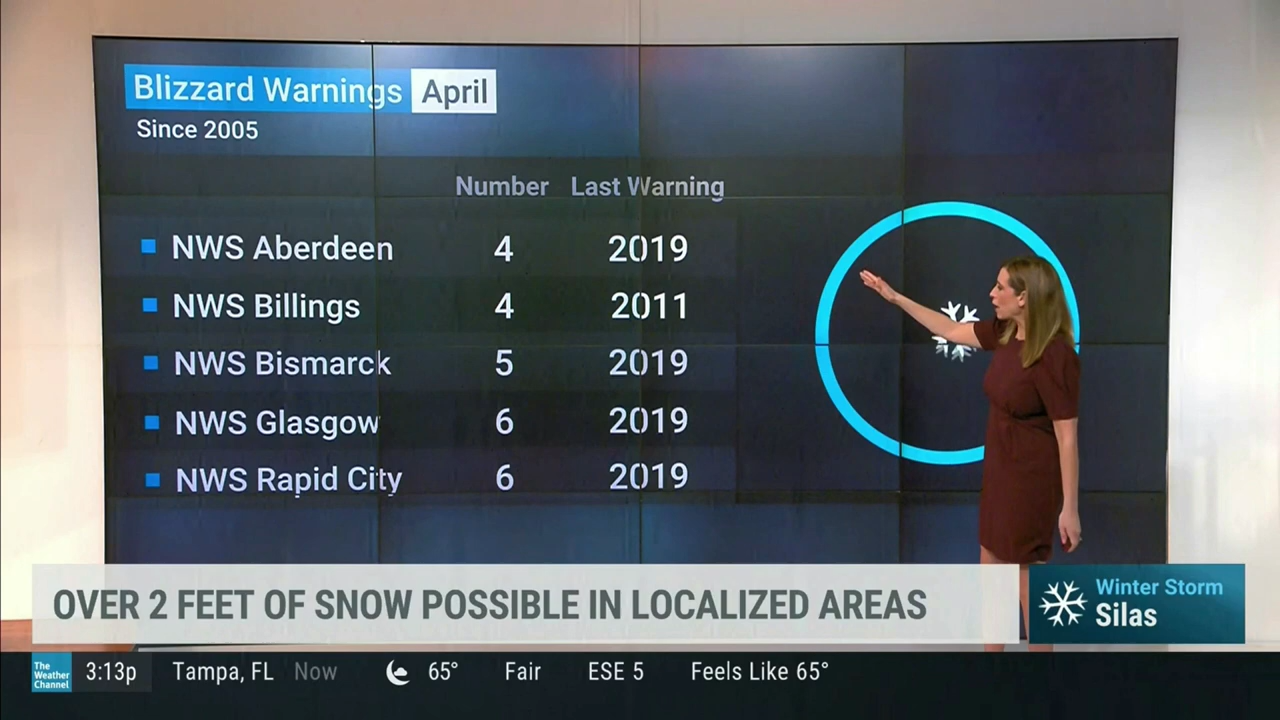 Blizzard Warnings April
Since 2005
Number Last Warning
NWS Aberdeen 4 2019
NWS Billings 4 2011
NWS Bismarck 5 2019
NWS Glasgow 6 2019
NWS Rapid City 6 2019
OVER 2 FEET OF SNOW POSSIBLE IN LOCALIZED AREAS
Winter Storm
Silas
The
Weather
Channel
3:13p Tampa, FL Now 65° Fair ESE 5 Feels Like 65°